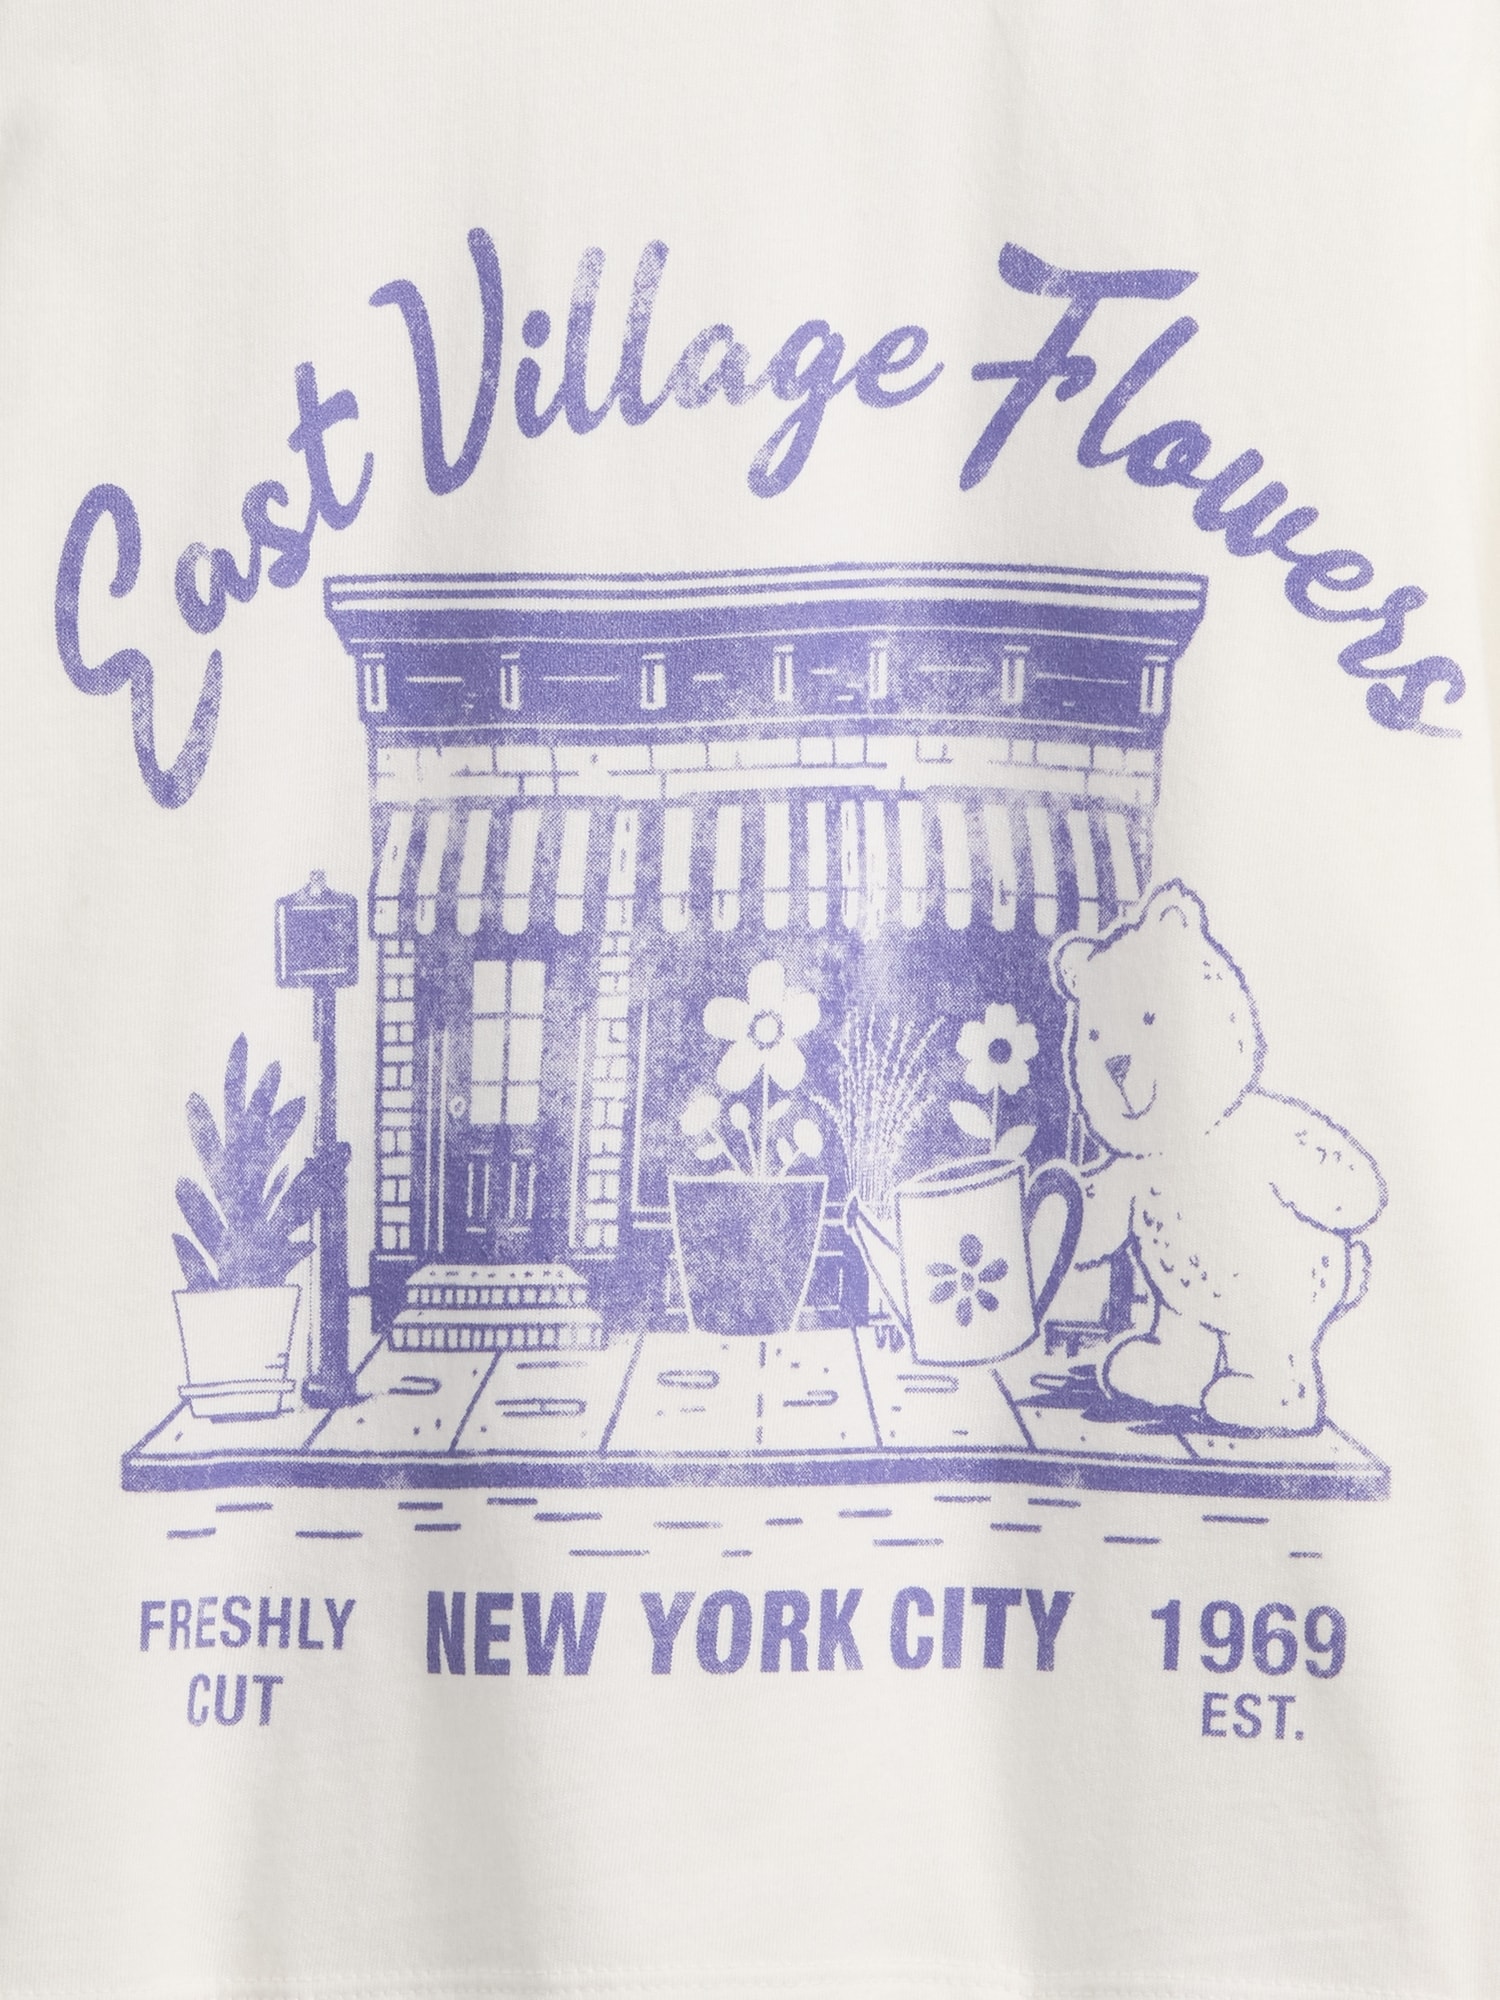 East Village Flowers
FRESHLY
CUT
NEW YORK CITY
1969
EST.